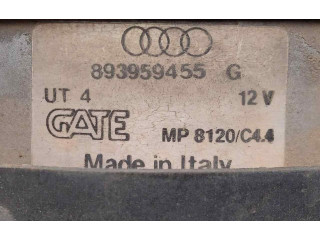 893959455 G
UT 4 12 V
GATE MP 8120/C4.4
Made in Italy